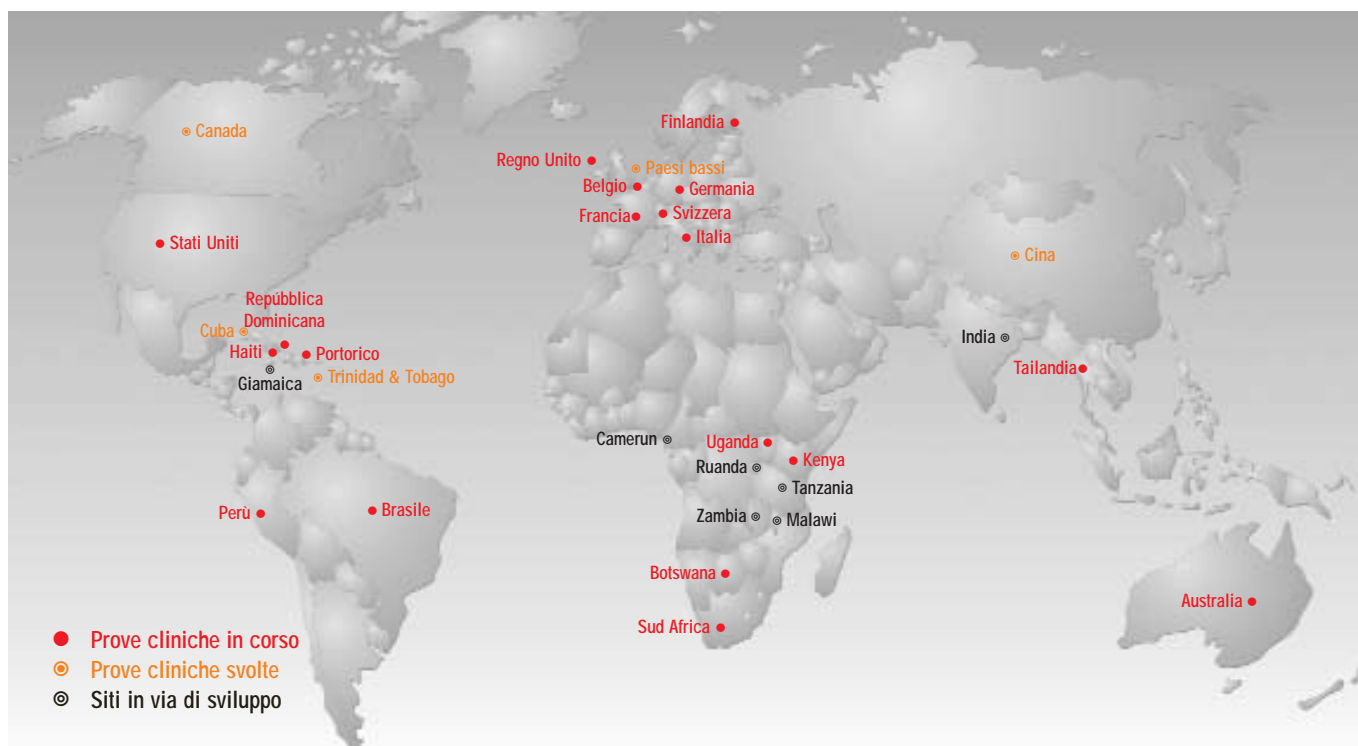 Finlandia
Canada
Regno Unito
Paesi bassi
Belgio
Germania
Francia
Svizzera
Italia
Stati Uniti
Cina
Repúbblica
Dominicana
Cuba
India
Haiti
Portorico
Tailandia
Giamaica
Trinidad & Tobago
Camerun
Uganda
Kenya
Ruanda
Tanzania
Perù
Brasile
Zambia
Malawi
Botswana
Australia
Sud Africa
Prove cliniche in corso
Prove cliniche svolte
Siti in via di sviluppo